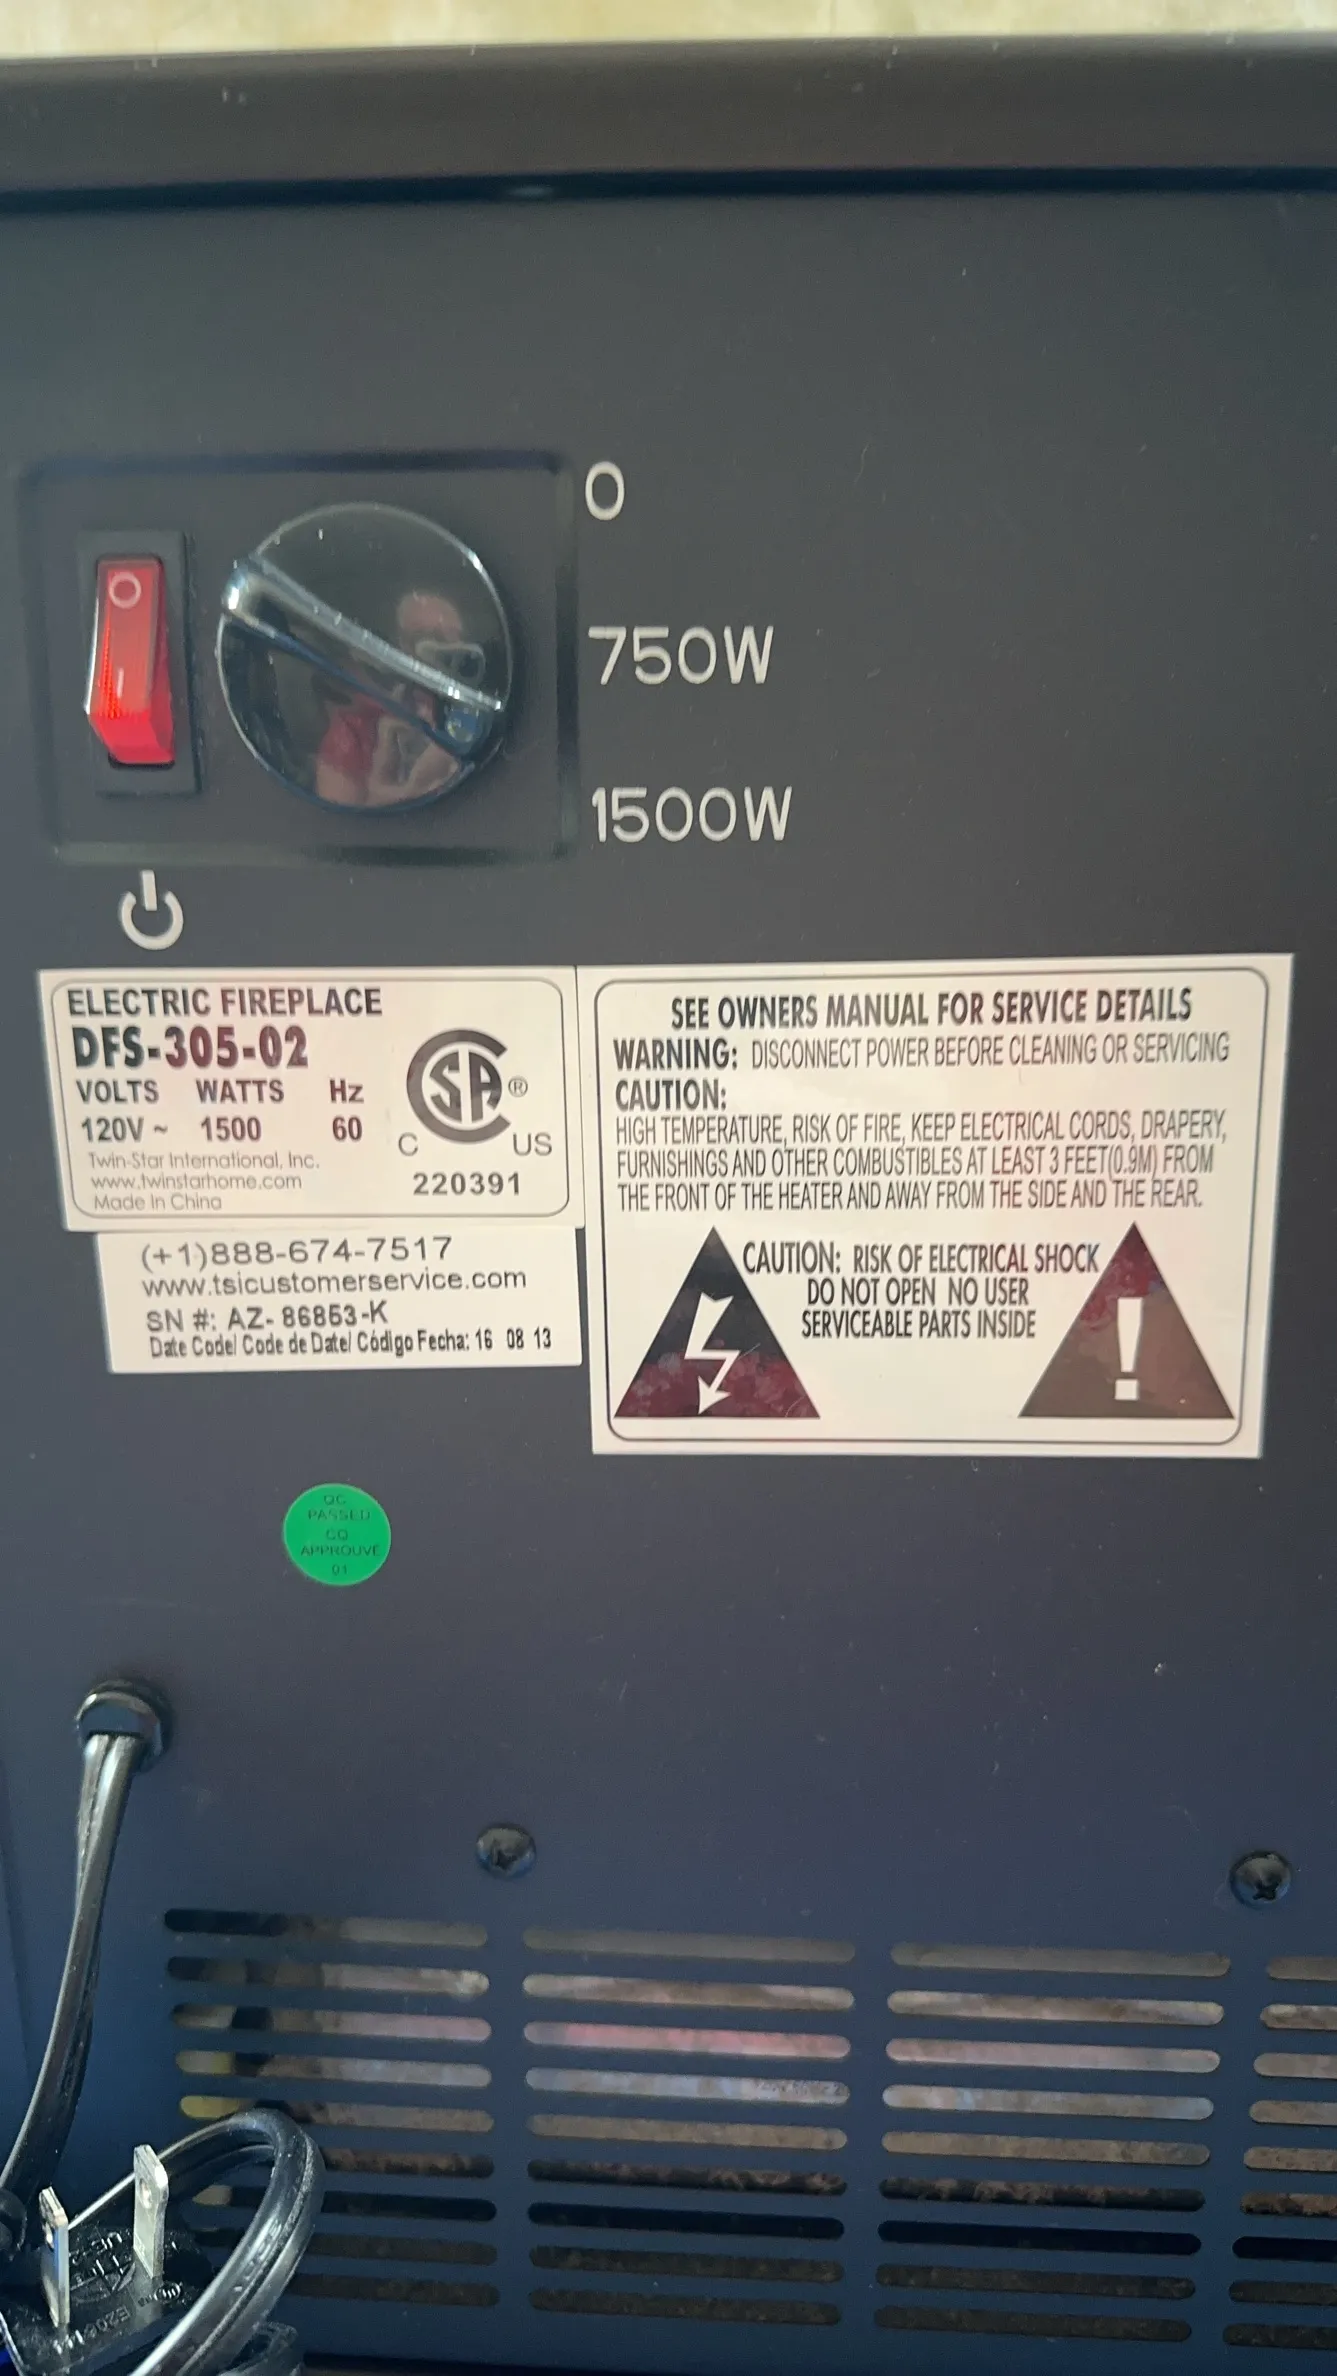 O
750W
1500W
ELECTRIC FIREPLACE
DFS-305-02
VOLTS WATTS Hz
120V ~ 1500 60
Twin-Star International, Inc.
www.twinstarhome.com
Made In China
CSA ®
C US
220391
(+1)888-674-7517
www.tsicustomerservice.com
SN #: AZ- 86853-K
Date Code/ Code de Date/ Código Fecha: 16 08 13
SEE OWNERS MANUAL FOR SERVICE DETAILS
WARNING: DISCONNECT POWER BEFORE CLEANING OR SERVICING
CAUTION:
HIGH TEMPERATURE, RISK OF FIRE, KEEP ELECTRICAL CORDS, DRAPERY,
FURNISHINGS AND OTHER COMBUSTIBLES AT LEAST 3 FEET(0.9M) FROM
THE FRONT OF THE HEATER AND AWAY FROM THE SIDE AND THE REAR.
CAUTION: RISK OF ELECTRICAL SHOCK
DO NOT OPEN NO USER
SERVICEABLE PARTS INSIDE
!
QC
PASSED
CQ
APPROUVE
01